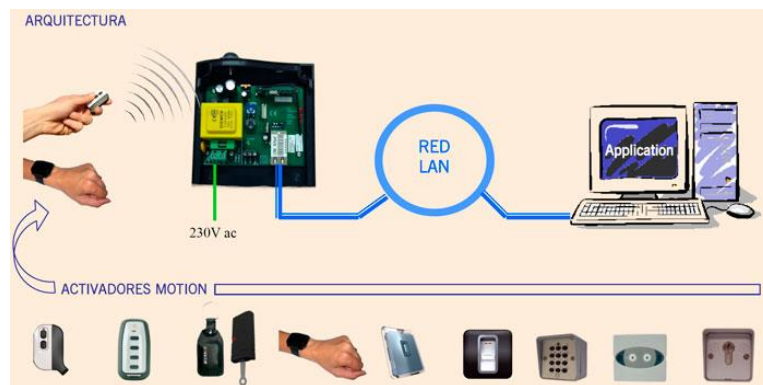 ARQUITECTURA
RED
LAN
Application
230V ac
ACTIVADORES MOTION